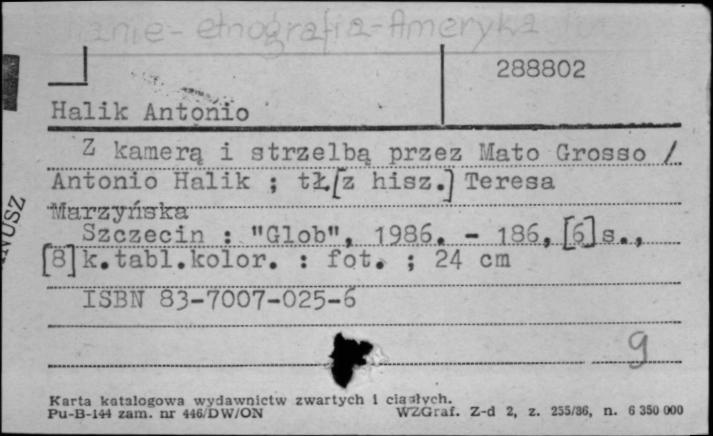 etnografia-Ameryka
288802
Halik Antonio
Z kamerą i strzelbą przez Mato Grosso /
Antonio Halik ; tł.[z hisz.] Teresa
Marzyńska
Szczecin : "Glob", 1986. - 186, [6] s.,
[8] k.tabl.kolor. : fot. ; 24 cm
ISBN 83-7007-025-6
9
Karta katalogowa wydawnictw zwartych i ciągłych.
Pu-B-144 zam. nr 446/DW/ON WZGraf. Z-d 2, z. 255/86, n. 6 350 000